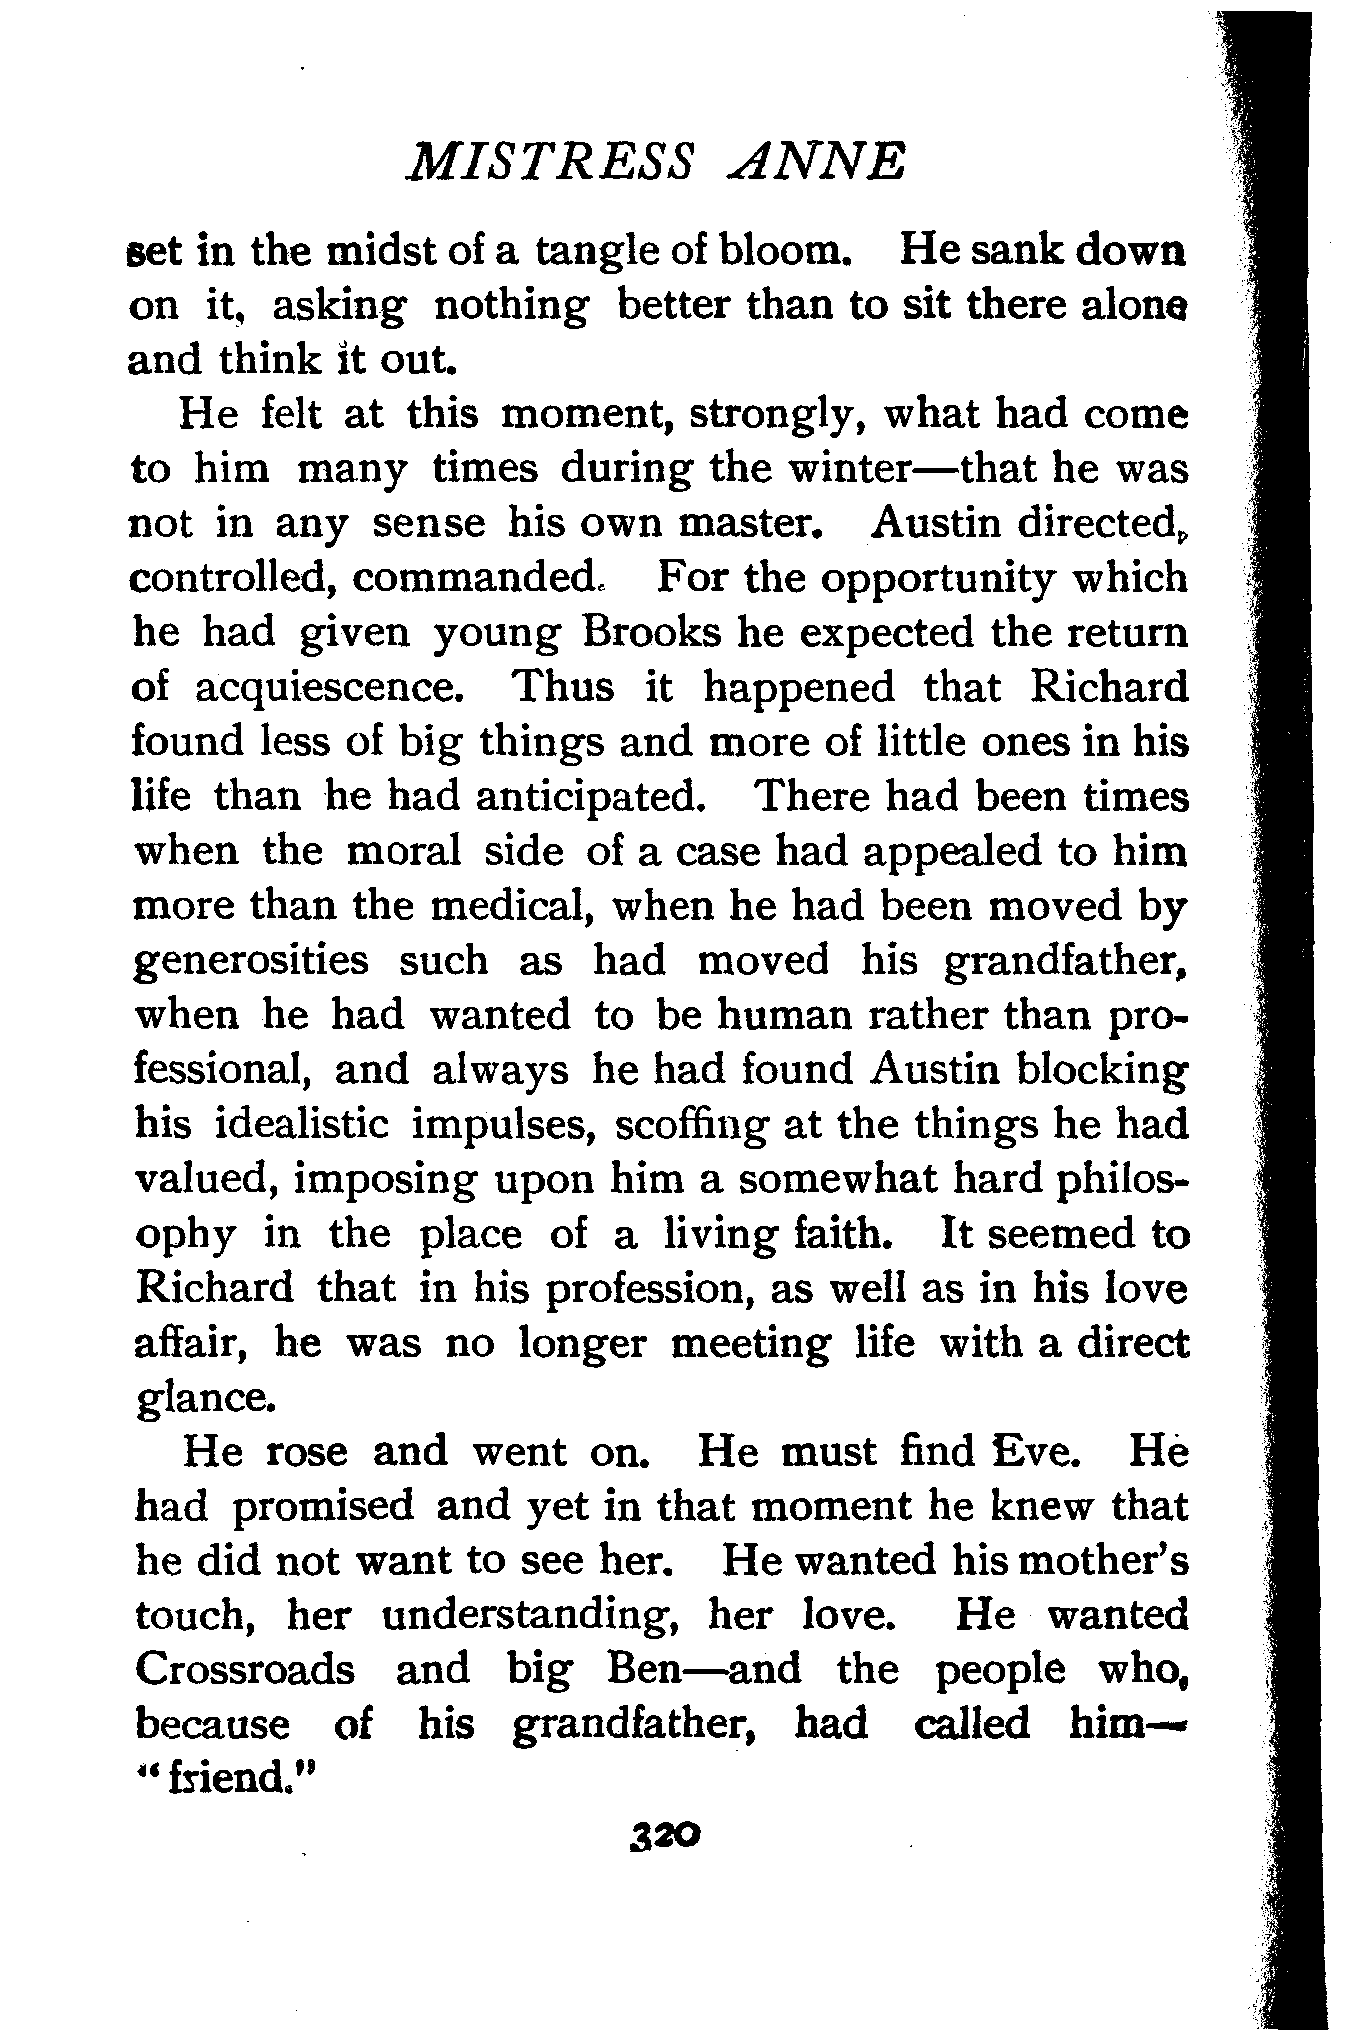 MISTRESS ANNE
set in the midst of a tangle of bloom. He sank down
on it, asking nothing better than to sit there alone
and think it out.
He felt at this moment, strongly, what had come
to him many times during the winter—that he was
not in any sense his own master. Austin directed,
controlled, commanded. For the opportunity which
he had given young Brooks he expected the return
of acquiescence. Thus it happened that Richard
found less of big things and more of little ones in his
life than he had anticipated. There had been times
when the moral side of a case had appealed to him
more than the medical, when he had been moved by
generosities such as had moved his grandfather,
when he had wanted to be human rather than pro-
fessional, and always he had found Austin blocking
his idealistic impulses, scoffing at the things he had
valued, imposing upon him a somewhat hard philos-
ophy in the place of a living faith. It seemed to
Richard that in his profession, as well as in his love
affair, he was no longer meeting life with a direct
glance.
He rose and went on. He must find Eve. He
had promised and yet in that moment he knew that
he did not want to see her. He wanted his mother's
touch, her understanding, her love. He wanted
Crossroads and big Ben—and the people who,
because of his grandfather, had called him—
"friend."
320